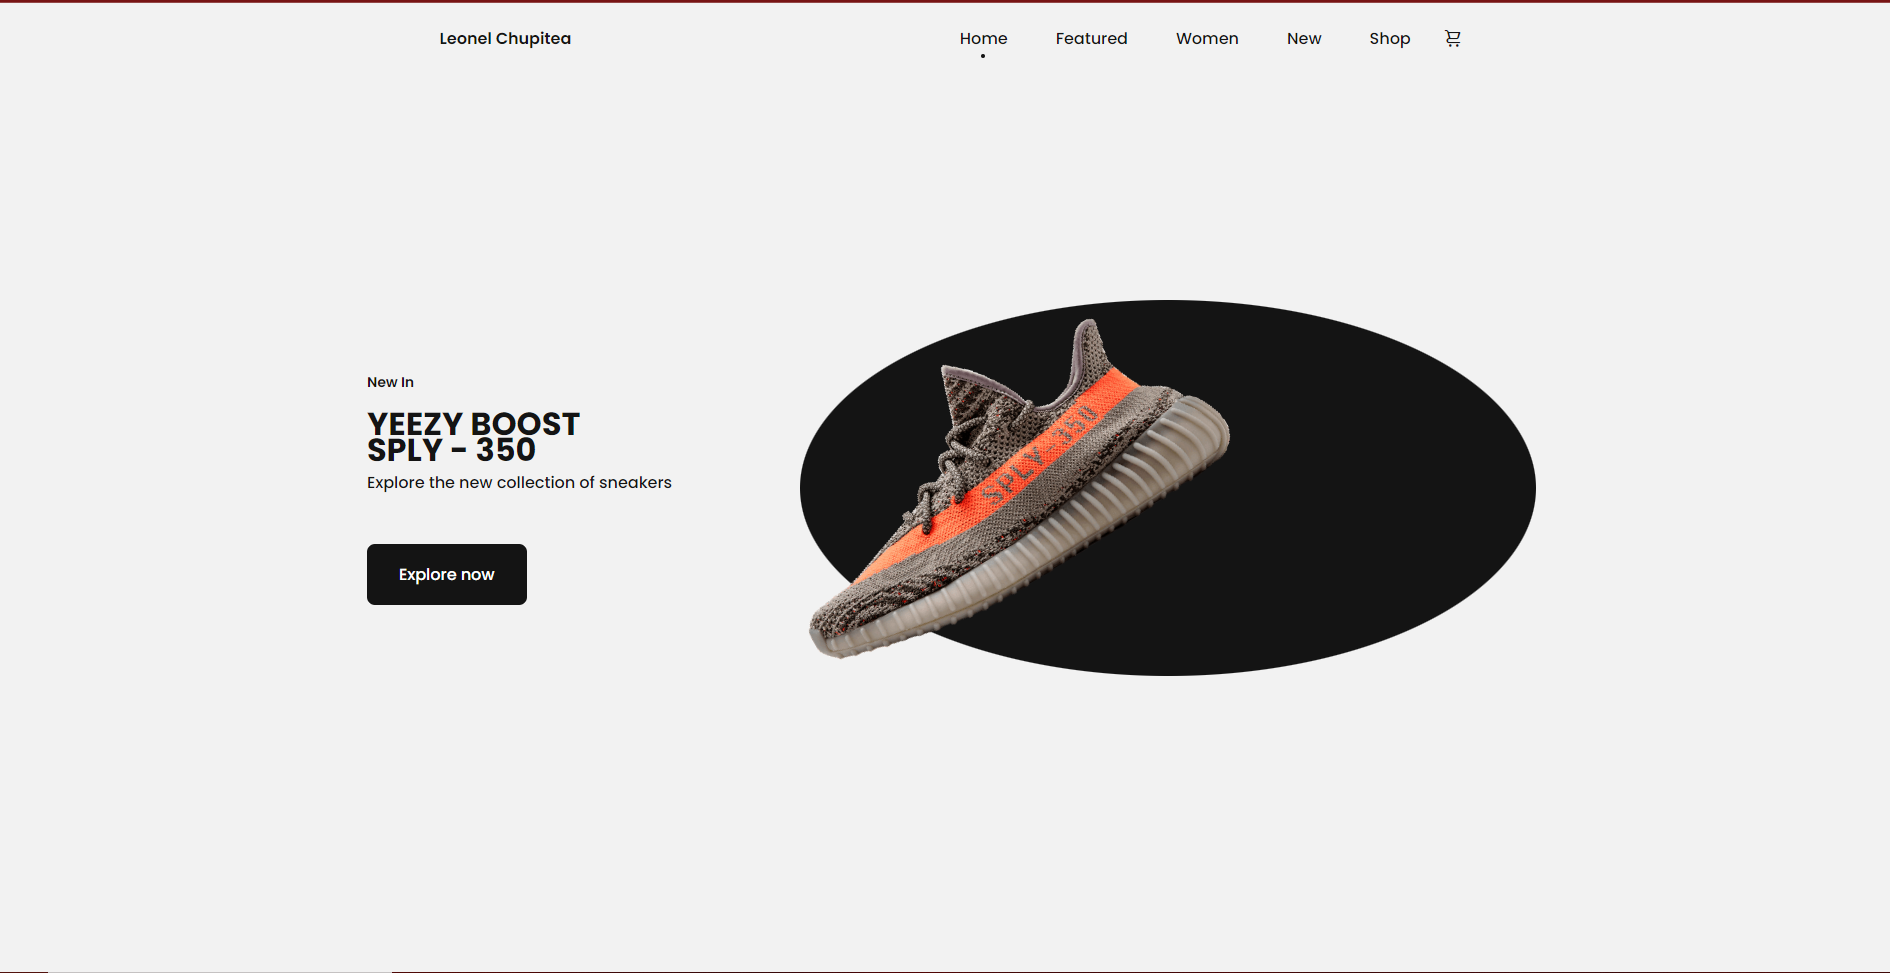 Leonel Chupitea
Home Featured Women New Shop
New In
YEEZY BOOST
SPLY - 350
Explore the new collection of sneakers
Explore now
SPLY 350